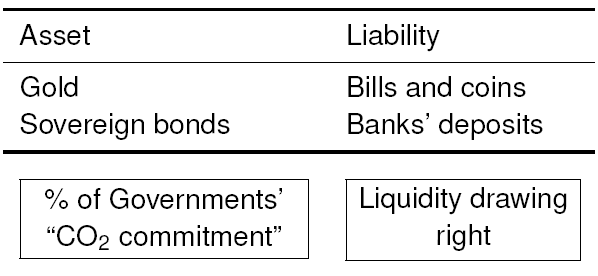 Asset Liability
Gold Bills and coins
Sovereign bonds Banks’ deposits
% of Governments’ Liquidity drawing
“CO₂ commitment” right